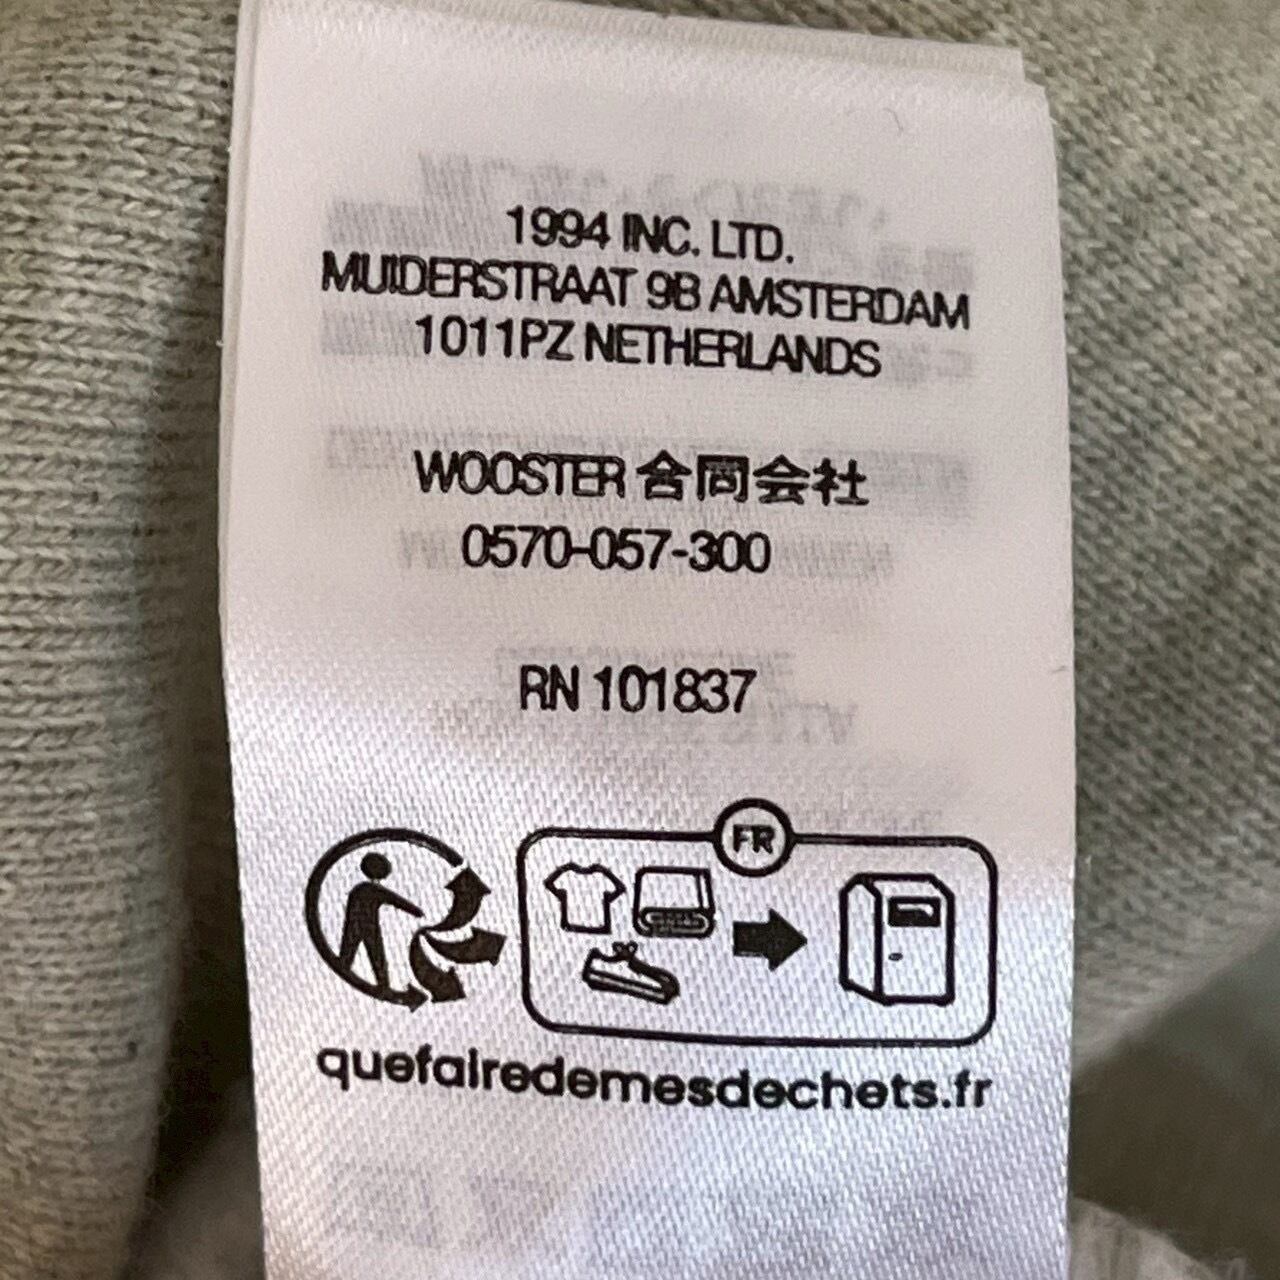 1994 INC. LTD.
MUIDERSTRAAT 9B AMSTERDAM
1011PZ NETHERLANDS
WOOSTER 合同会社
0570-057-300
RN 101837
FR
quefairedemesdechets.fr